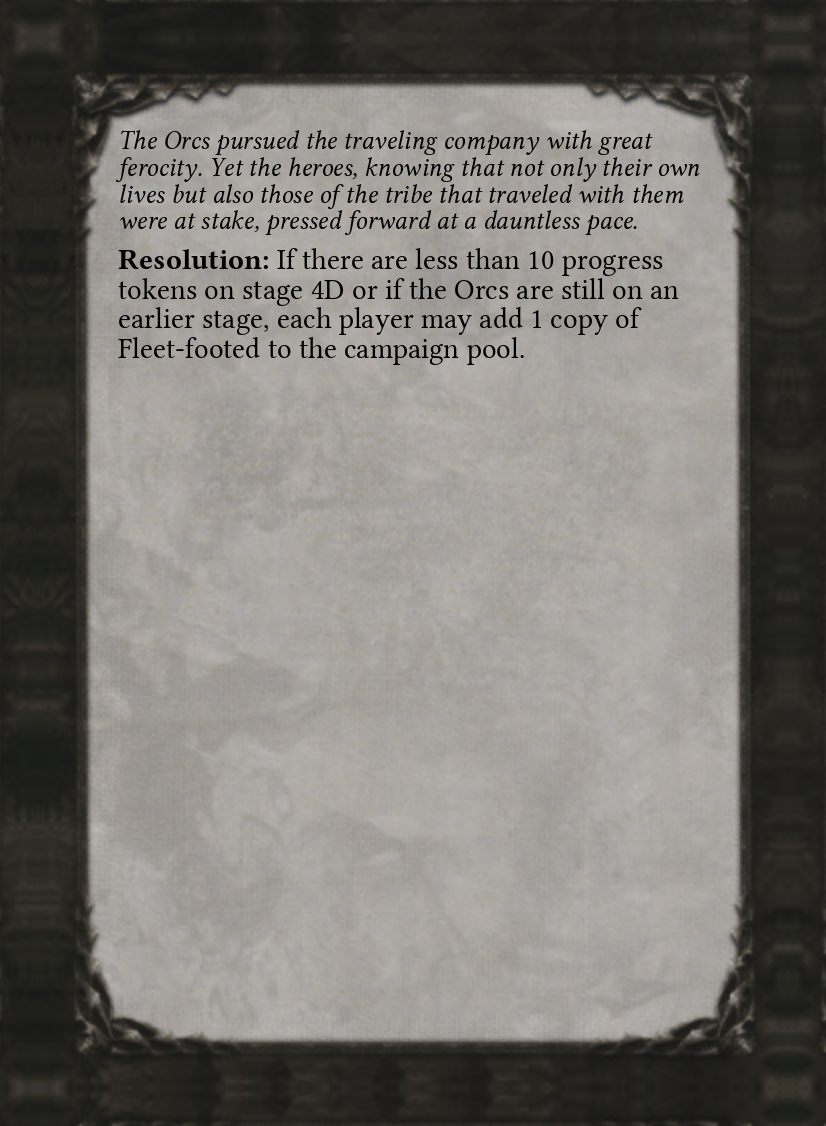 The Orcs pursued the traveling company with great
ferocity. Yet the heroes, knowing that not only their own
lives but also those of the tribe that traveled with them
were at stake, pressed forward at a dauntless pace.
Resolution: If there are less than 10 progress
tokens on stage 4D or if the Orcs are still on an
earlier stage, each player may add 1 copy of
Fleet-footed to the campaign pool.